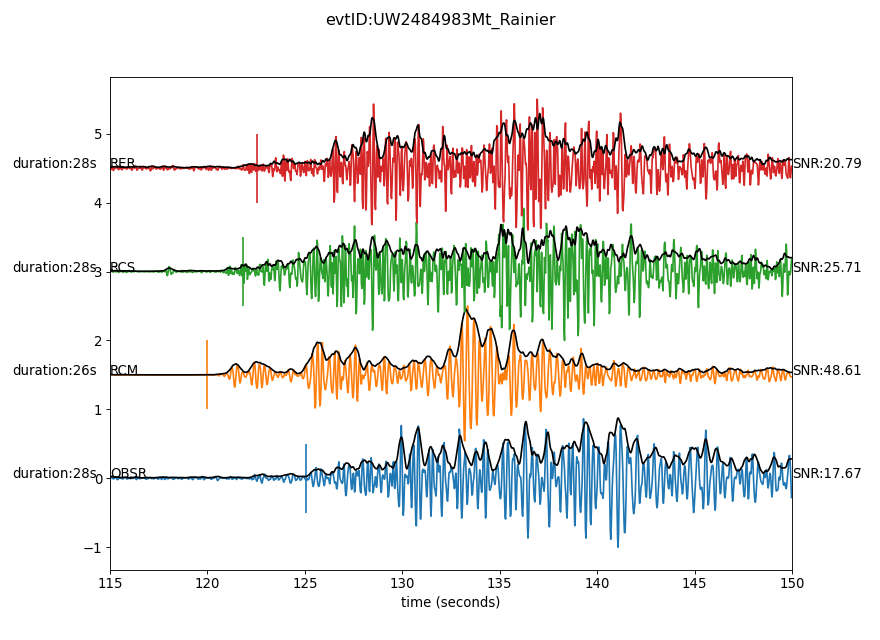 evtID:UW2484983Mt_Rainier
5
duration:28s RER SNR:20.79
4
duration:28s RCS SNR:25.71
3
2
duration:26s RCM SNR:48.61
1
duration:28s OBSR SNR:17.67
0
−1
115 120 125 130 135 140 145 150
time (seconds)